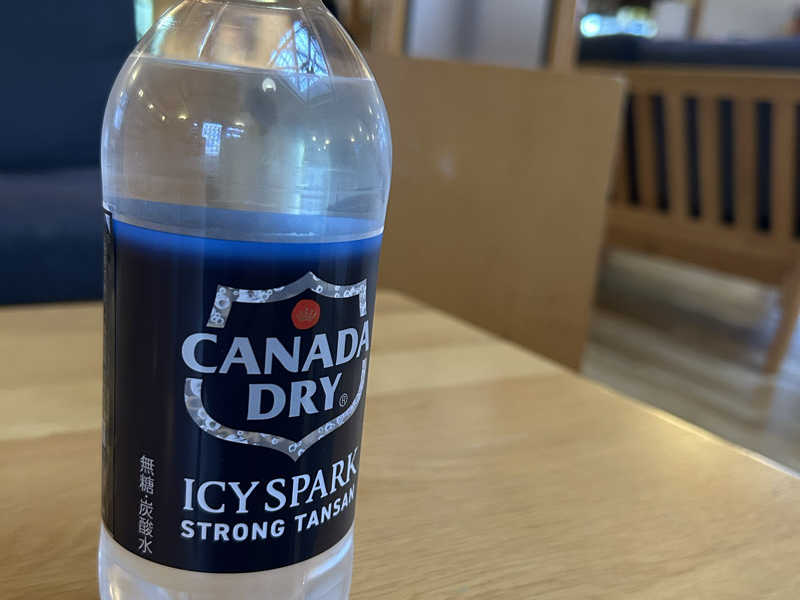 CANADA
DRY®
ICY SPARK
STRONG TANSAN
無糖・炭酸水